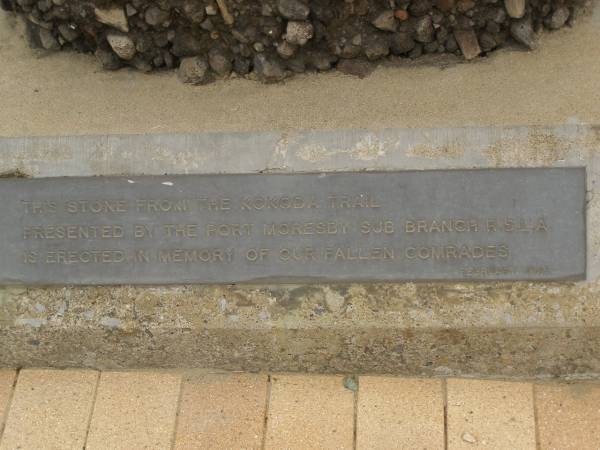 THIS STONE FROM THE KOKODA TRAIL
PRESENTED BY THE PORT MORESBY SUB BRANCH R.S.L.A.
IS ERECTED IN MEMORY OF OUR FALLEN COMRADES